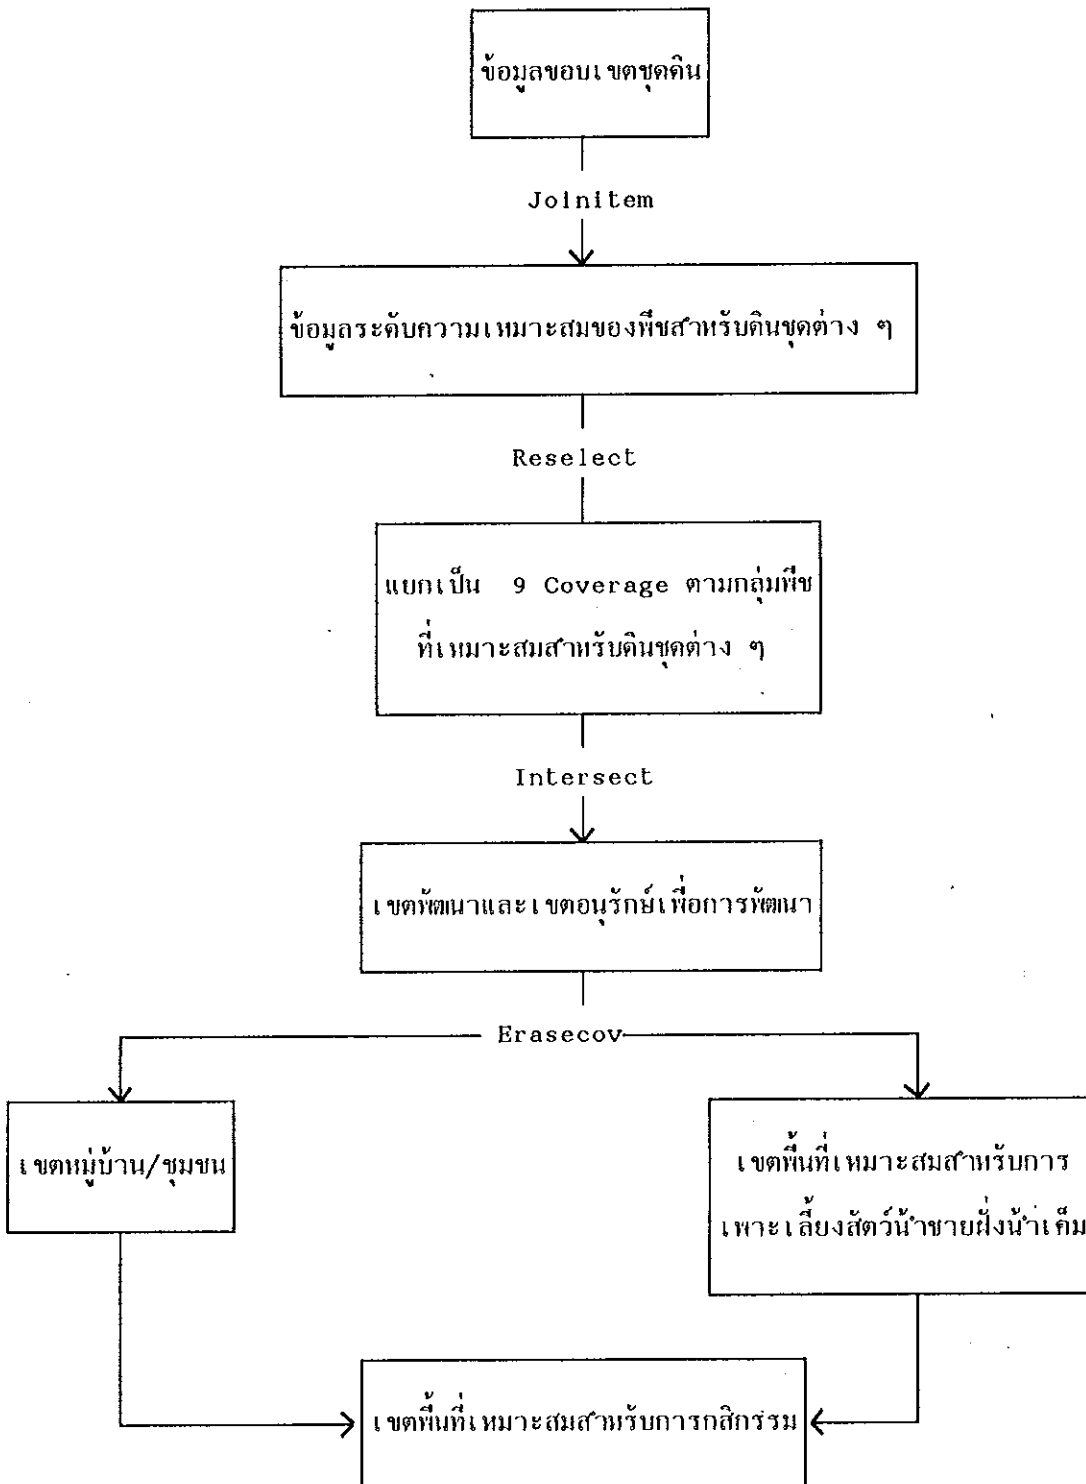 ข้อมูลขอบเขตชุดดิน
Joinitem
ข้อมูลระดับความเหมาะสมของพืชสำหรับดินชุดต่าง ๆ
Reselect
แยกเป็น 9 Coverage ตามกลุ่มพืช
ที่เหมาะสมสำหรับดินชุดต่าง ๆ
Intersect
เขตพัฒนาและเขตอนุรักษ์เพื่อการพัฒนา
Erasecov
เขตหมู่บ้าน/ชุมชน
เขตพื้นที่เหมาะสมสำหรับการ
เพาะเลี้ยงสัตว์น้ำชายฝั่งน้ำเค็ม
เขตพื้นที่เหมาะสมสำหรับการกสิกรรม